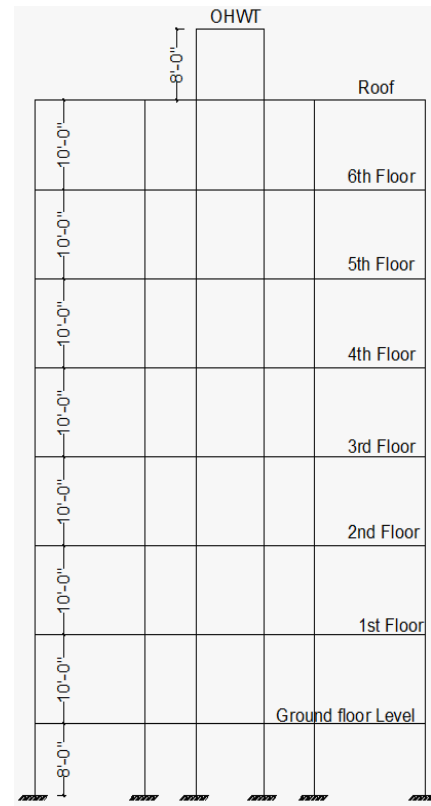 OHWT
8'-0"
Roof
10'-0"
6th Floor
10'-0"
5th Floor
10'-0"
4th Floor
10'-0"
3rd Floor
10'-0"
2nd Floor
10'-0"
1st Floor
10'-0"
Ground floor Level
8'-0"